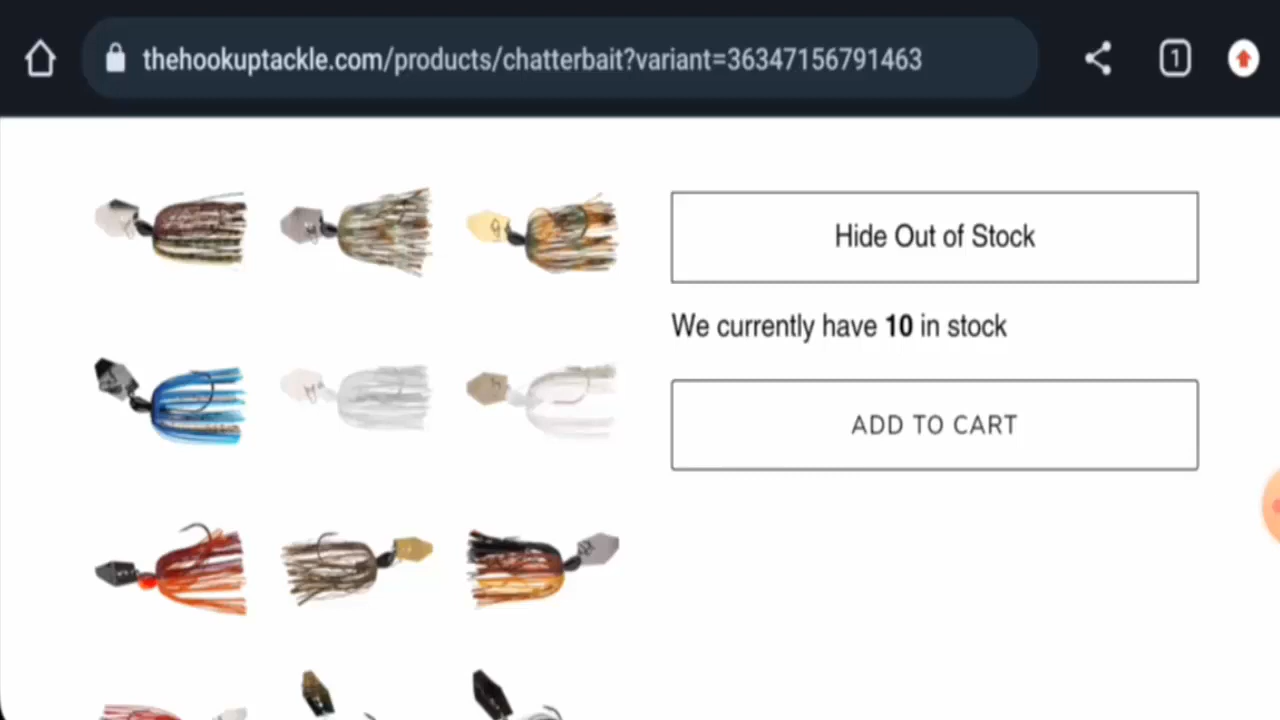 thehookuptackle.com/products/chatterbait?variant=36347156791463
1
Hide Out of Stock
We currently have 10 in stock
ADD TO CART